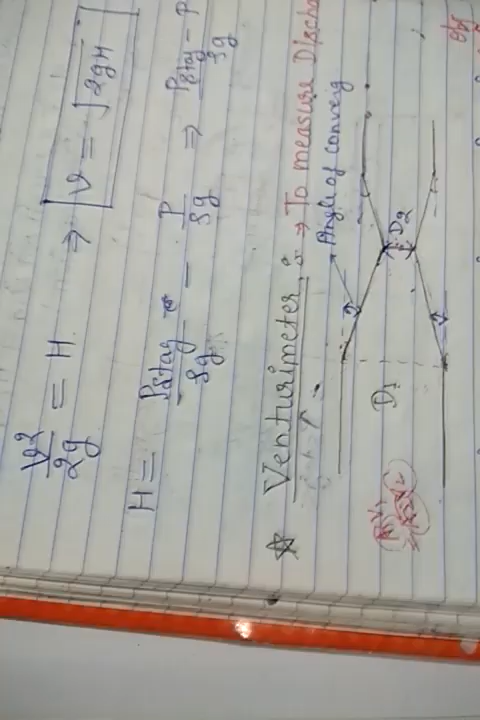 V²/2g = H ⇒ V = √2gH
H = Pstag/ρg - P/ρg ⇒ Pstag - P/ρg
☆ Venturimeter :- ⇒ To measure Discha
Angle of converg
D₁ D₂